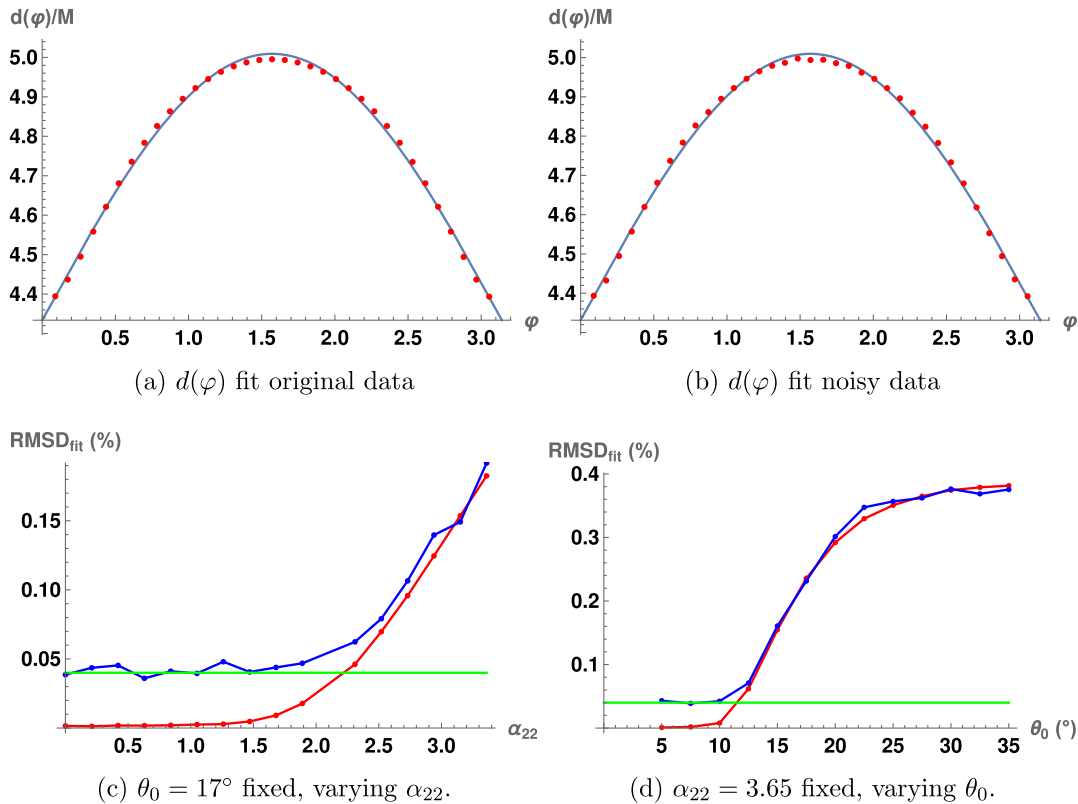 d(φ)/M
5.0
4.9
4.8
4.7
4.6
4.5
4.4
0.5 1.0 1.5 2.0 2.5 3.0 φ
(a) d(φ) fit original data
d(φ)/M
5.0
4.9
4.8
4.7
4.6
4.5
4.4
0.5 1.0 1.5 2.0 2.5 3.0 φ
(b) d(φ) fit noisy data
RMSD_fit (%)
0.15
0.10
0.05
0.5 1.0 1.5 2.0 2.5 3.0 α₂₂
(c) θ₀ = 17° fixed, varying α₂₂.
RMSD_fit (%)
0.4
0.3
0.2
0.1
5 10 15 20 25 30 35 θ₀ (°)
(d) α₂₂ = 3.65 fixed, varying θ₀.